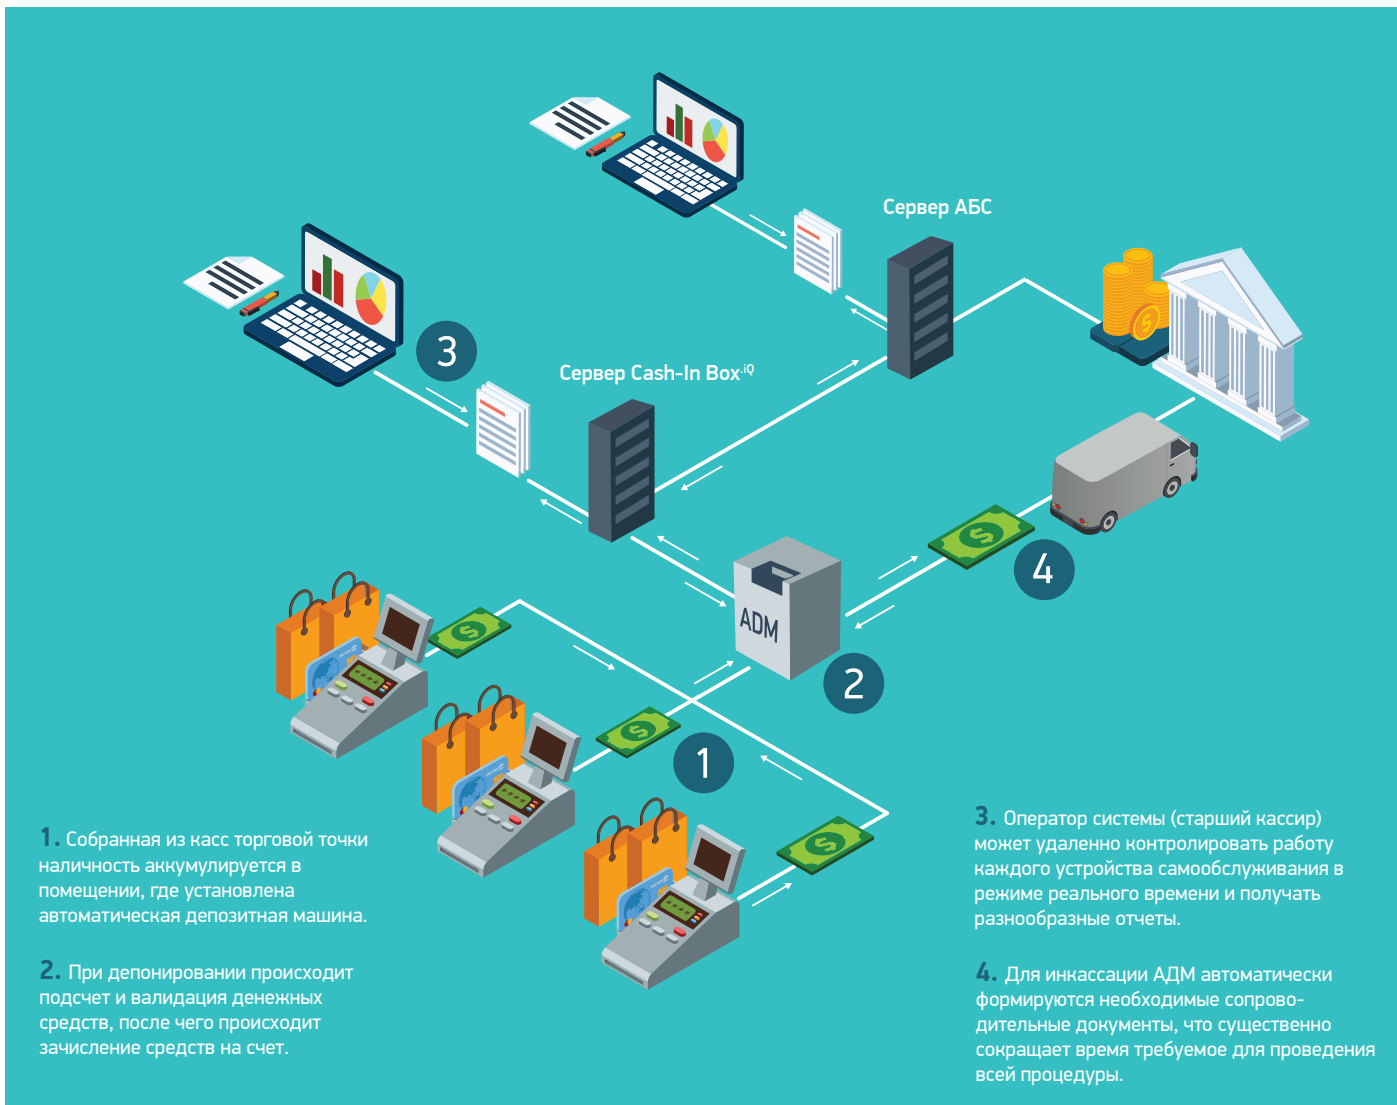 Сервер АБС
3
Сервер Cash-In Box.iQ
4
ADM
2
1
1. Собранная из касс торговой точки
наличность аккумулируется в
помещении, где установлена
автоматическая депозитная машина.
2. При депонировании происходит
подсчет и валидация денежных
средств, после чего происходит
зачисление средств на счет.
3. Оператор системы (старший кассир)
может удаленно контролировать работу
каждого устройства самообслуживания в
режиме реального времени и получать
разнообразные отчеты.
4. Для инкассации АДМ автоматически
формируются необходимые сопрово-
дительные документы, что существенно
сокращает время требуемое для проведения
всей процедуры.